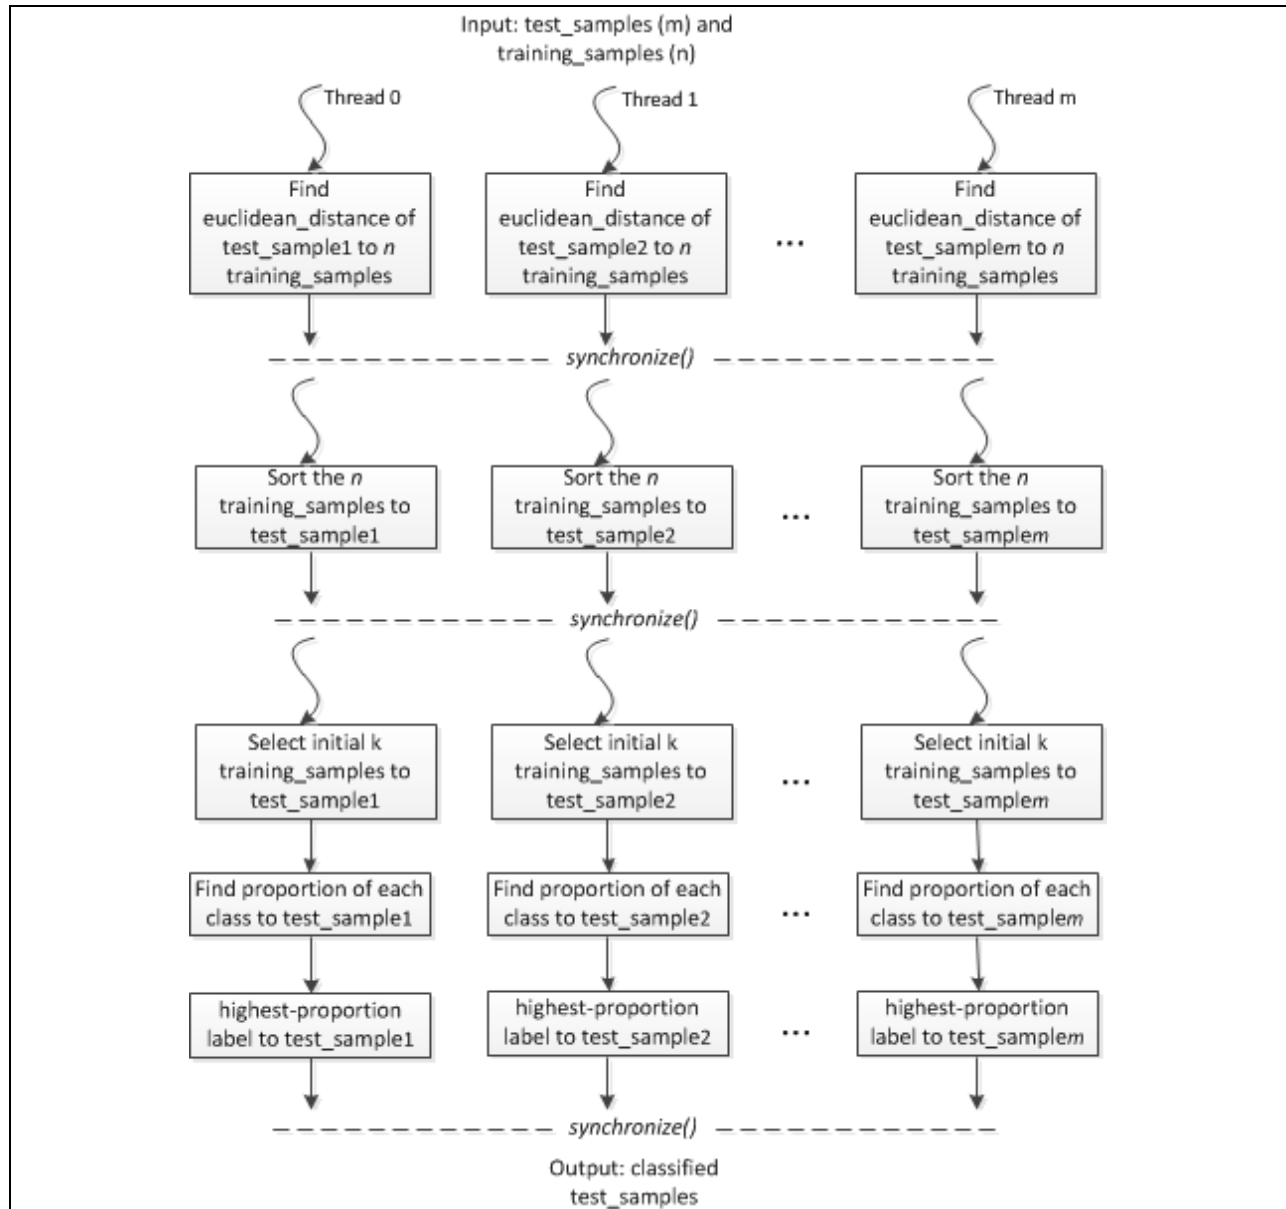 Input: test_samples (m) and
training_samples (n)
Thread 0
Thread 1
Thread m
Find
euclidean_distance of
test_sample1 to n
training_samples
Find
euclidean_distance of
test_sample2 to n
training_samples
...
Find
euclidean_distance of
test_samplem to n
training_samples
synchronize()
Sort the n
training_samples to
test_sample1
Sort the n
training_samples to
test_sample2
...
Sort the n
training_samples to
test_samplem
synchronize()
Select initial k
training_samples to
test_sample1
Select initial k
training_samples to
test_sample2
...
Select initial k
training_samples to
test_samplem
Find proportion of each
class to test_sample1
Find proportion of each
class to test_sample2
...
Find proportion of each
class to test_samplem
highest-proportion
label to test_sample1
highest-proportion
label to test_sample2
...
highest-proportion
label to test_samplem
synchronize()
Output: classified
test_samples